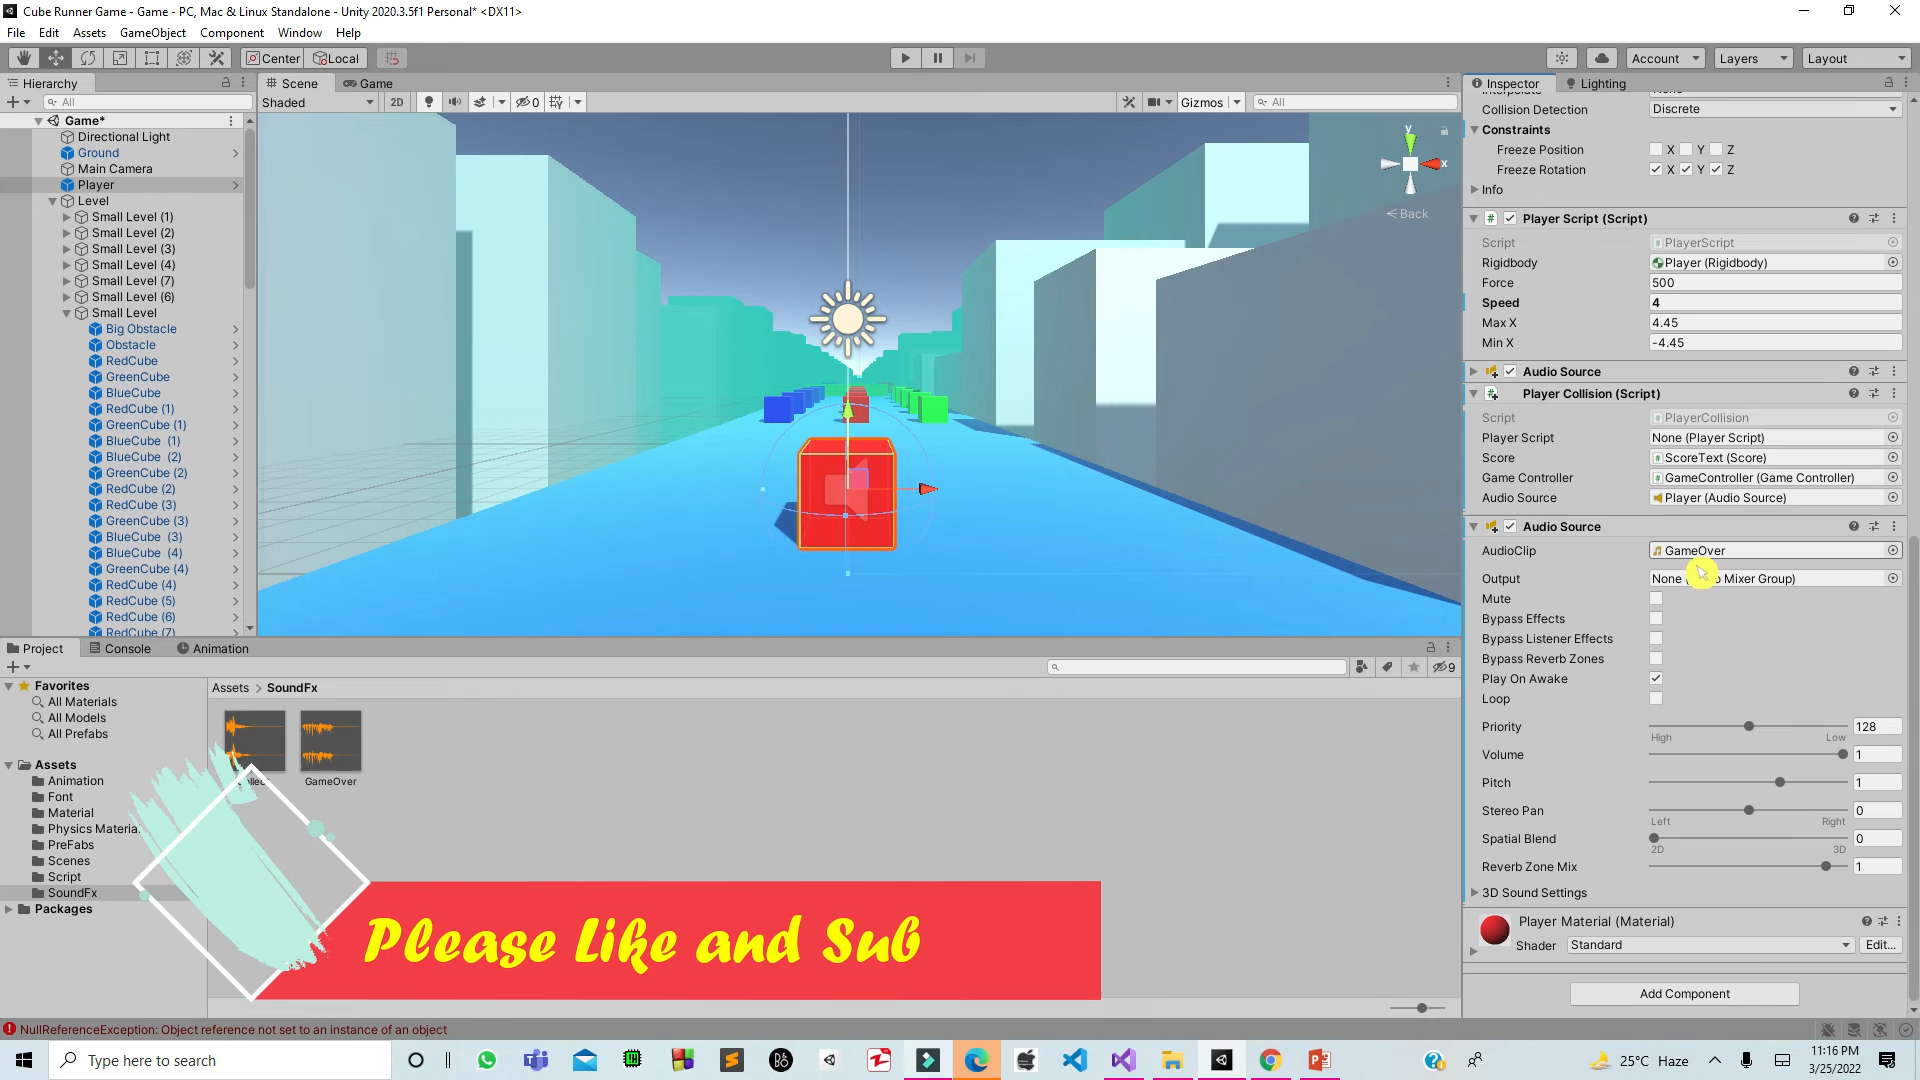 Cube Runner Game - Game - PC, Mac & Linux Standalone - Unity 2020.3.5f1 Personal* <DX11>
File Edit Assets GameObject Component Window Help
Center Local Account Layers Layout
Hierarchy
All
Game*
Directional Light
Ground
Main Camera
Player
Level
Small Level (1)
Small Level (2)
Small Level (3)
Small Level (4)
Small Level (7)
Small Level (6)
Small Level
Big Obstacle
Obstacle
RedCube
GreenCube
BlueCube
RedCube (1)
GreenCube (1)
BlueCube (1)
BlueCube (2)
GreenCube (2)
RedCube (2)
RedCube (3)
GreenCube (3)
BlueCube (3)
BlueCube (4)
GreenCube (4)
RedCube (4)
RedCube (5)
RedCube (6)
RedCube (7)
Scene Game
Shaded 2D 0 Gizmos All
y
x
Back
Inspector Lighting
Collision Detection Discrete
Constraints
Freeze Position X Y Z
Freeze Rotation X Y Z
Info
Player Script (Script)
Script PlayerScript
Rigidbody Player (Rigidbody)
Force 500
Speed 4
Max X 4.45
Min X -4.45
Audio Source
Player Collision (Script)
Script PlayerCollision
Player Script None (Player Script)
Score ScoreText (Score)
Game Controller GameController (Game Controller)
Audio Source Player (Audio Source)
Audio Source
AudioClip GameOver
Output None Mixer Group)
Mute
Bypass Effects
Bypass Listener Effects
Bypass Reverb Zones
Play On Awake
Loop
Priority 128
High Low
Volume 1
Pitch 1
Stereo Pan 0
Left Right
Spatial Blend 0
2D 3D
Reverb Zone Mix 1
3D Sound Settings
Player Material (Material)
Shader Standard Edit...
Add Component
Project Console Animation
9
Favorites
All Materials
All Models
All Prefabs
Assets
Animation
Font
Material
Physics Materia
PreFabs
Scenes
Script
SoundFx
Packages
Assets > SoundFx
GameOver
Please Like and Sub
NullReferenceException: Object reference not set to an instance of an object
Type here to search
25°C Haze
11:16 PM
3/25/2022